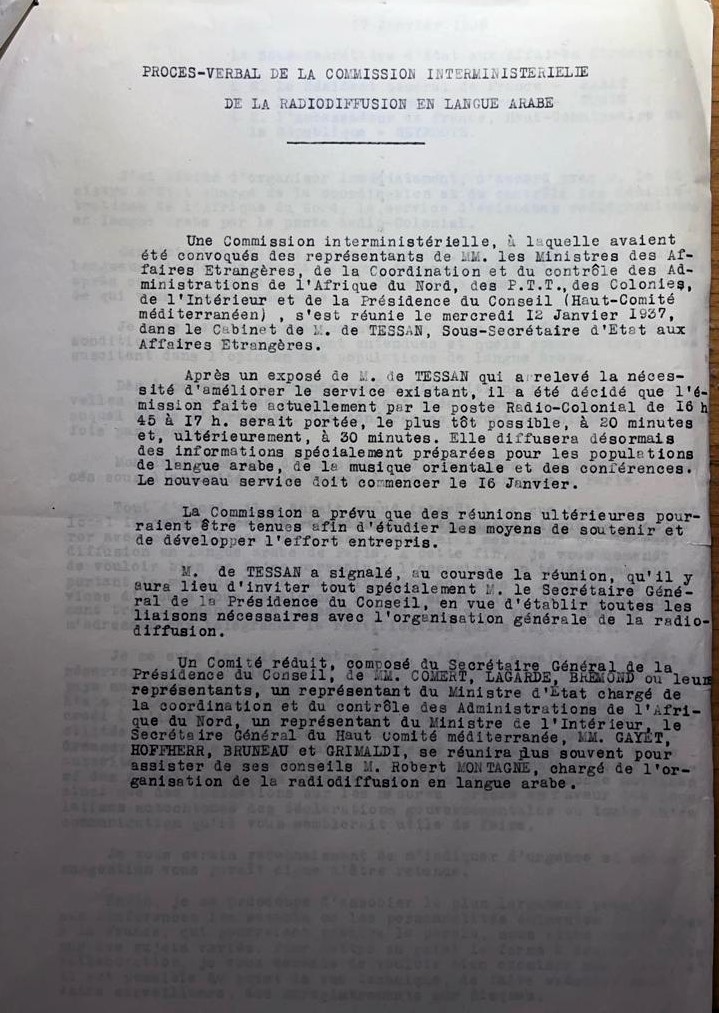 PROCES-VERBAL DE LA COMMISSION INTERMINISTERIELIE
DE LA RADIODIFFUSION EN LANGUE ARABE
Une Commission interministérielle, à laquelle avaient
été convoqués des représentants de MM. les Ministres des Af-
faires Etrangères, de la Coordination et du contrôle des Ad-
ministrations de l'Afrique du Nord, des P.T.T., des Colonies,
de l'Intérieur et de la Présidence du Conseil (Haut-Comité
méditerranéen) , s'est réunie le mercredi I2 Janvier I937,
dans le Cabinet de M. de TESSAN, Sous-Secrétaire d'Etat aux
Affaires Etrangères.
Après un exposé de M. de TESSAN qui a relevé la néces-
sité d'améliorer le service existant, il a été décidé que l'é-
mission faite actuellement par le poste Radio-Colonial de I6 h
45 à I7 h. serait portée, le plus tôt possible, à 20 minutes
et, ultérieurement, à 30 minutes. Elle diffusera désormais
des informations spécialement préparées pour les populations
de langue arabe, de la musique orientale et des conférences.
Le nouveau service doit commencer le I6 Janvier.
La Commission a prévu que des réunions ultérieures pour-
raient être tenues afin d'étudier les moyens de soutenir et
de développer l'effort entrepris.
M. de TESSAN a signalé, au coursde la réunion, qu'il y
aura lieu d'inviter tout spécialement M. le Secrétaire Géné-
ral de la Présidence du Conseil, en vue d'établir toutes les
liaisons nécessaires avec l'organisation générale de la radio-
diffusion.
Un Comité réduit, composé du Secrétaire Général de la
Présidence du Conseil, de MM. COMERT, LAGARDE, BREMOND ou leurs
représentants, un représentant du Ministre d'Etat chargé de
la coordination et du contrôle des Administrations de l'Afri-
que du Nord, un représentant du Ministre de l'Intérieur, le
Secrétaire Général du Haut Comité méditerranée, MM. GAYET,
HOFFHERR, BRUNEAU et GRIMALDI, se réunira plus souvent pour
assister de ses conseils M. Robert MONTAGNE, chargé de l'or-
ganisation de la radiodiffusion en langue arabe.